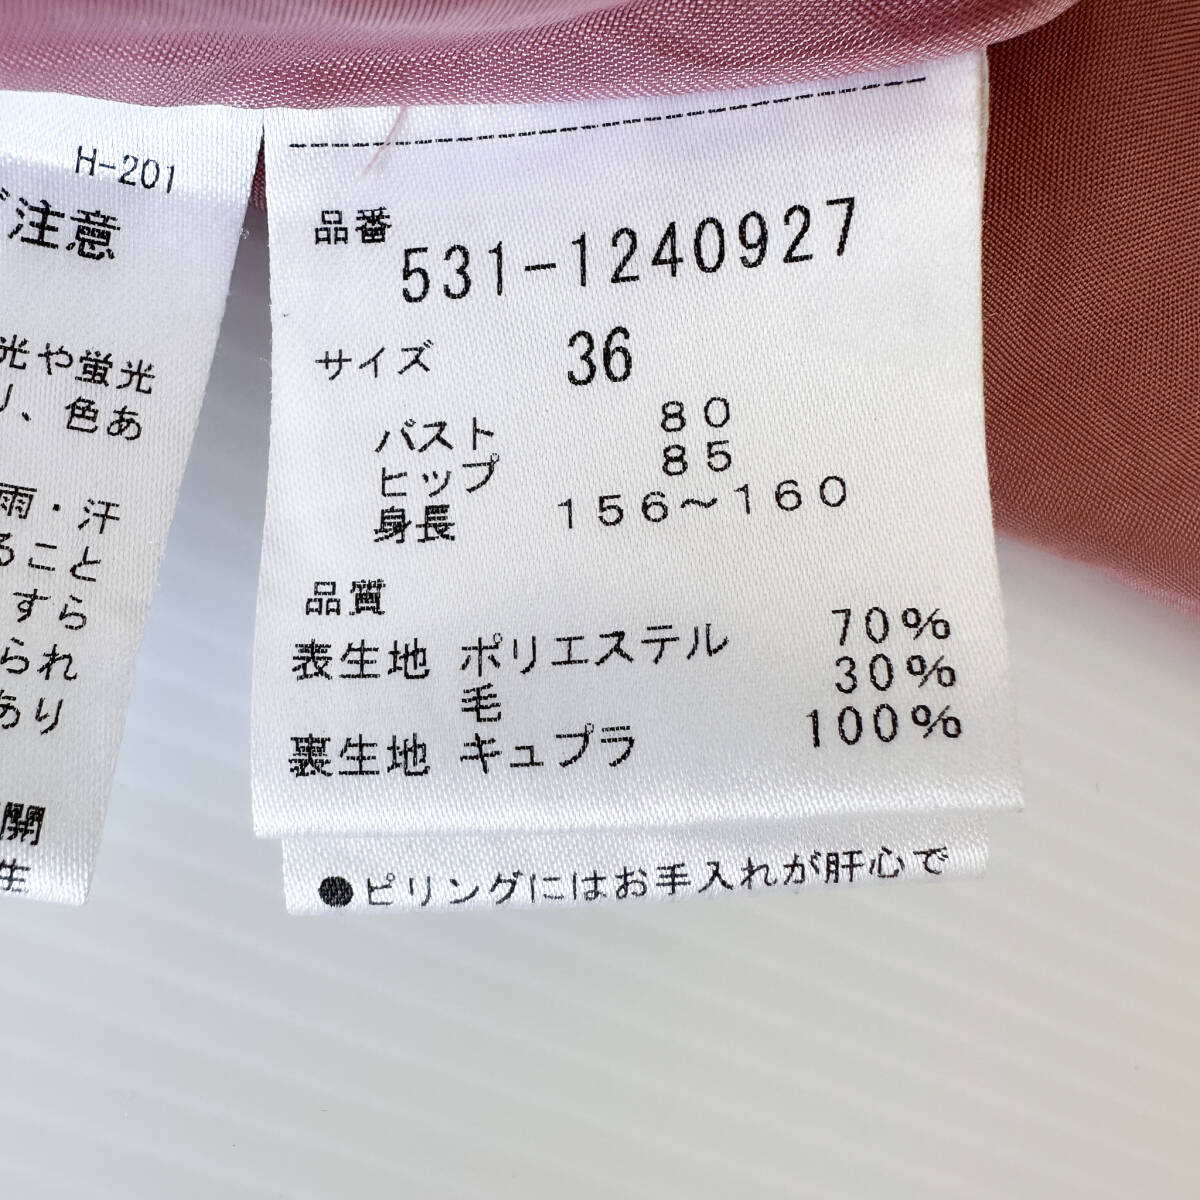 H-201
ご注意
光や蛍光
り、色あ
雨・汗
ること
すら
られ
あり
開
生
品番 531-1240927
サイズ 36
バスト 80
ヒップ 85
身長 156〜160
品質
表生地 ポリエステル 70%
毛 30%
裏生地 キュプラ 100%
●ピリングにはお手入れが肝心で